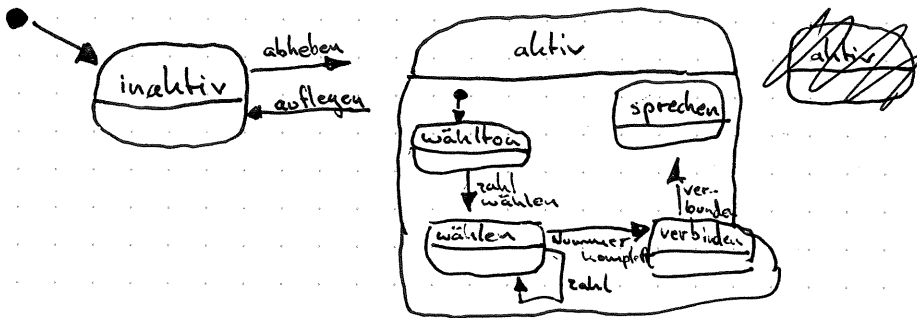 inaktiv
abheben
auflegen
aktiv
aktiv
wählton
sprechen
zahl
wählen
ver-
bunden
wählen
Nummer
komplett
verbinden
zahl